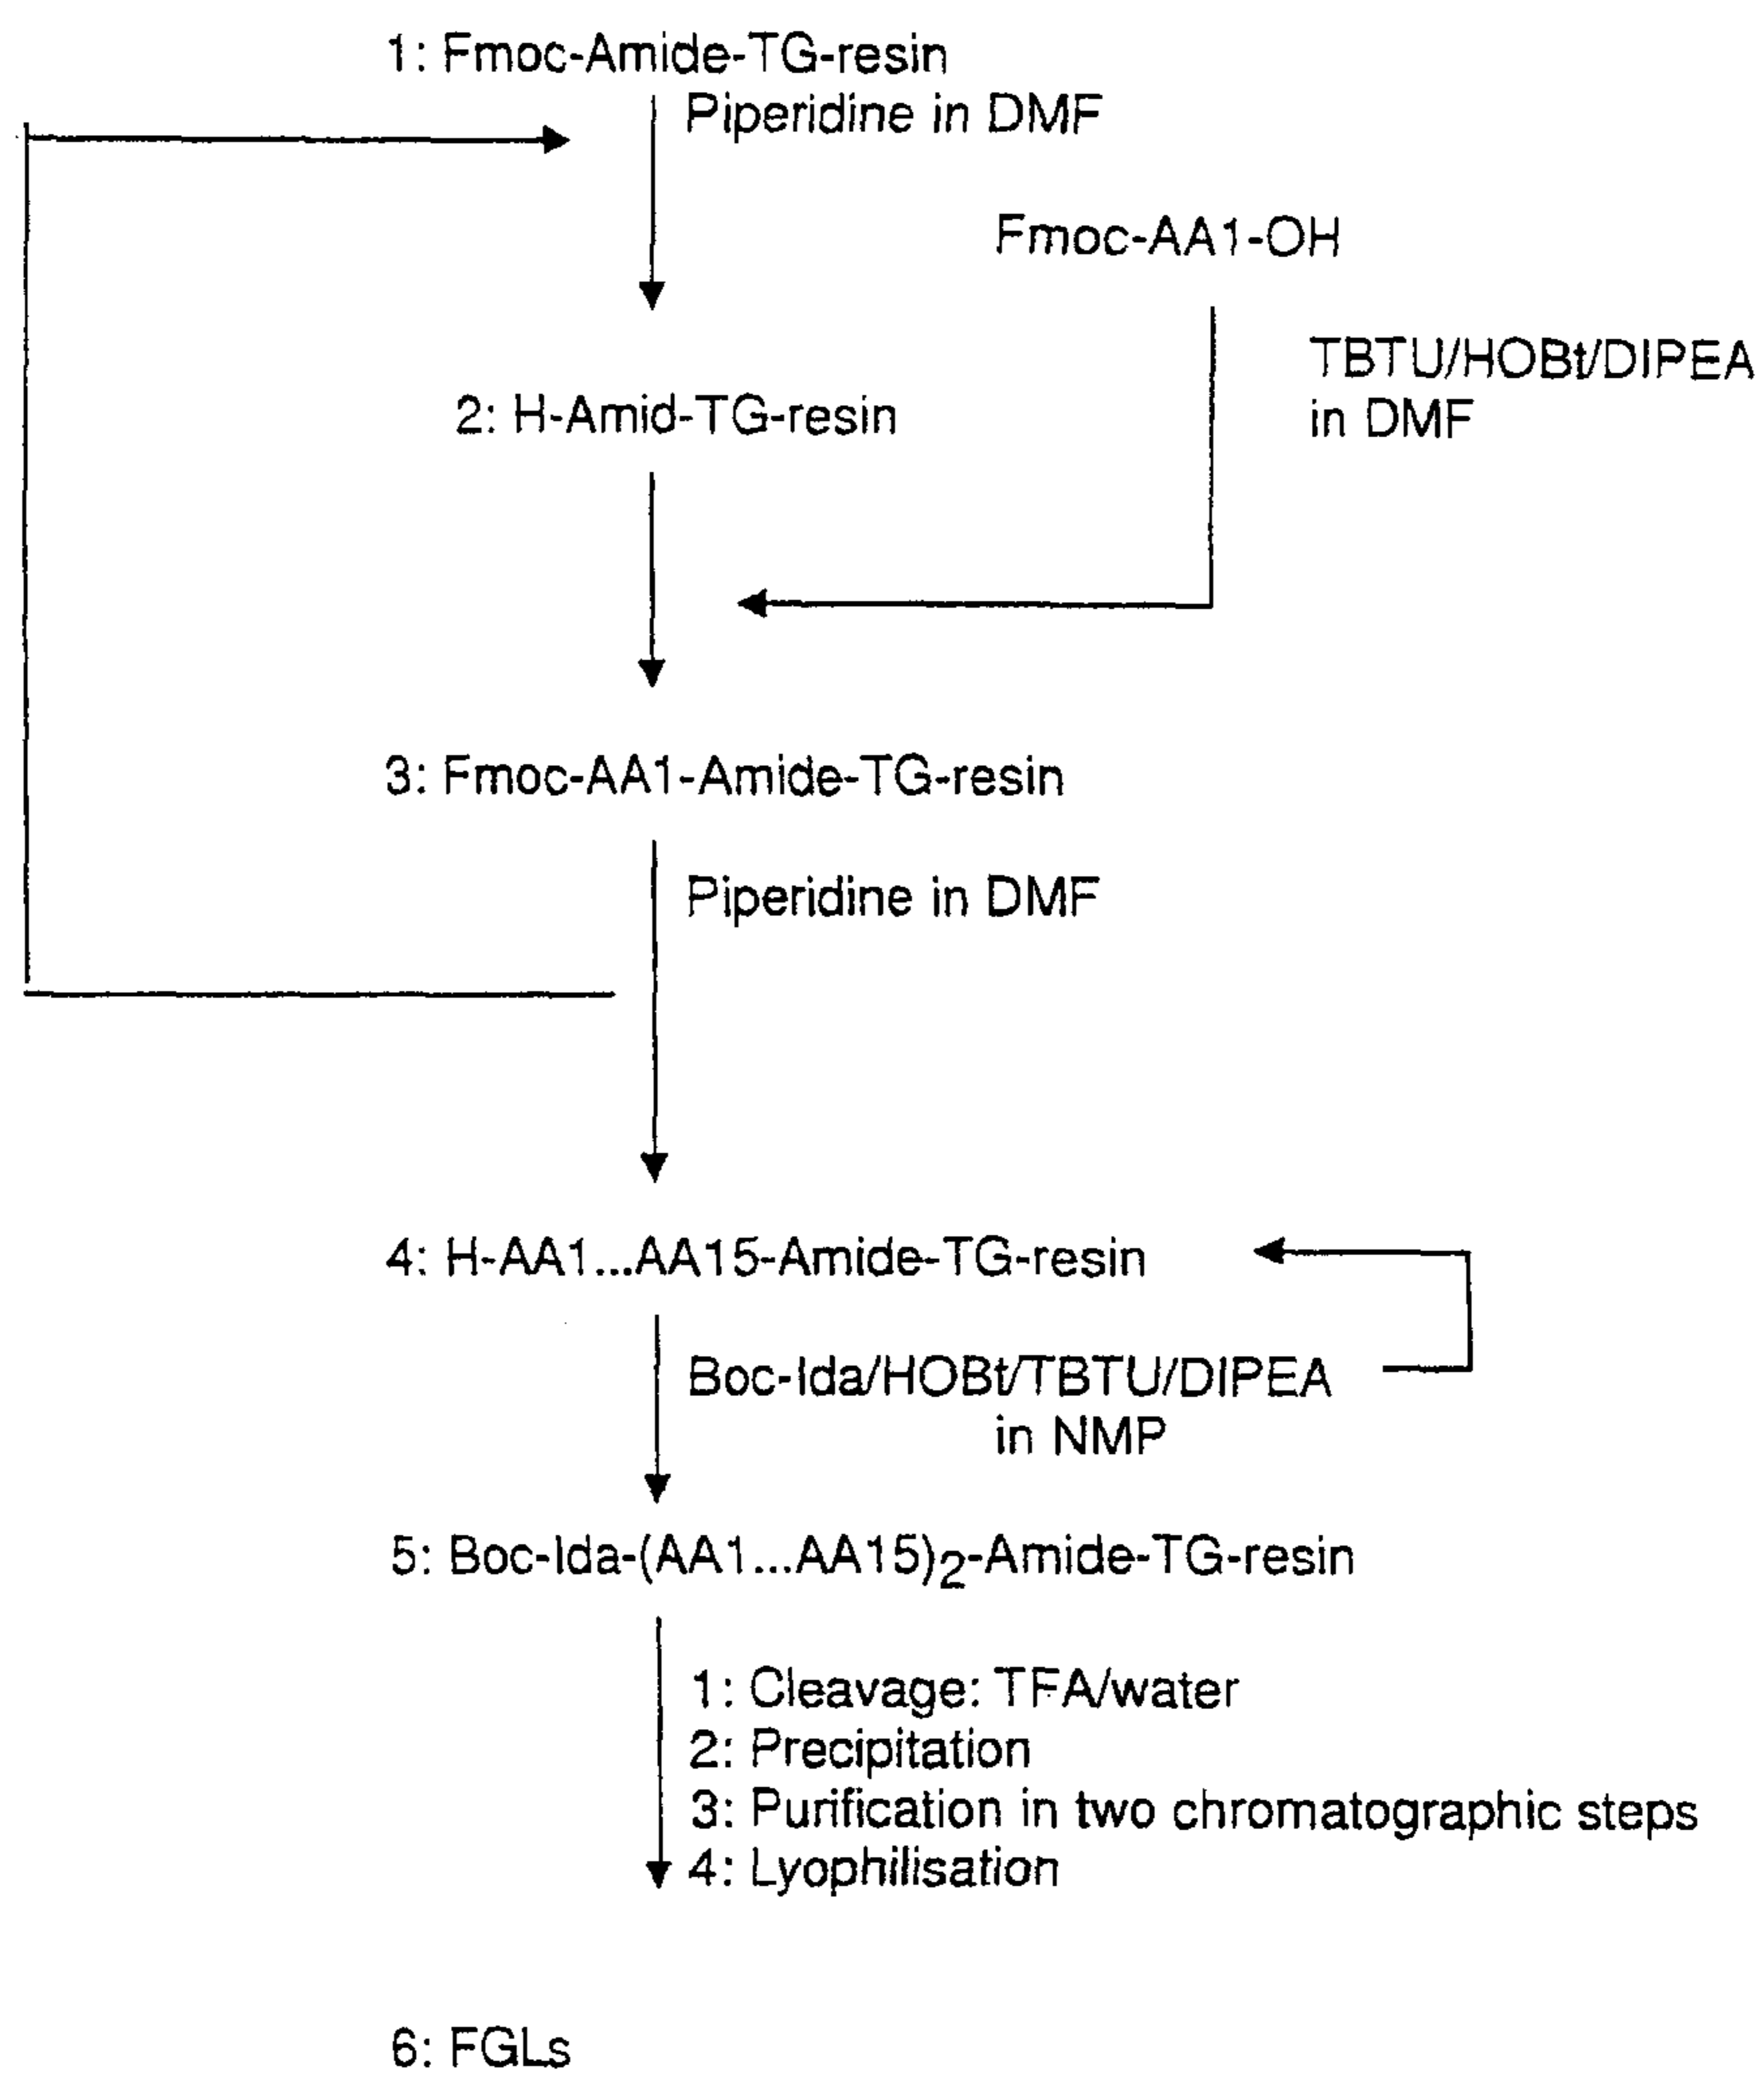 1: Fmoc-Amide-TG-resin
Piperidine in DMF
Fmoc-AA1-OH
TBTU/HOBt/DIPEA
in DMF
2: H-Amid-TG-resin
3: Fmoc-AA1-Amide-TG-resin
Piperidine in DMF
4: H-AA1...AA15-Amide-TG-resin
Boc-Ida/HOBt/TBTU/DIPEA
in NMP
5: Boc-Ida-(AA1...AA15)2-Amide-TG-resin
1: Cleavage: TFA/water
2: Precipitation
3: Purification in two chromatographic steps
4: Lyophilisation
6: FGLs